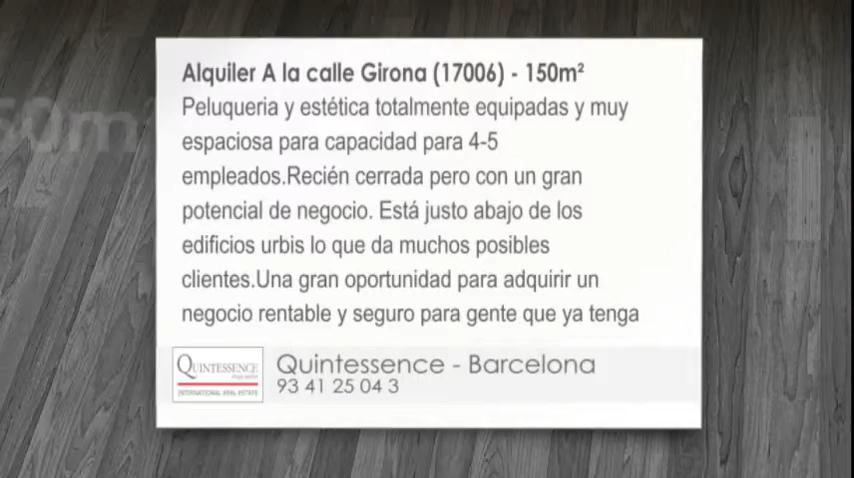 50m²
Alquiler A la calle Girona (17006) - 150m²
Peluqueria y estética totalmente equipadas y muy
espaciosa para capacidad para 4-5
empleados.Recién cerrada pero con un gran
potencial de negocio. Está justo abajo de los
edificios urbis lo que da muchos posibles
clientes.Una gran oportunidad para adquirir un
negocio rentable y seguro para gente que ya tenga
QUINTESSENCE
INTERNATIONAL REAL ESTATE
Quintessence - Barcelona
93 41 25 04 3